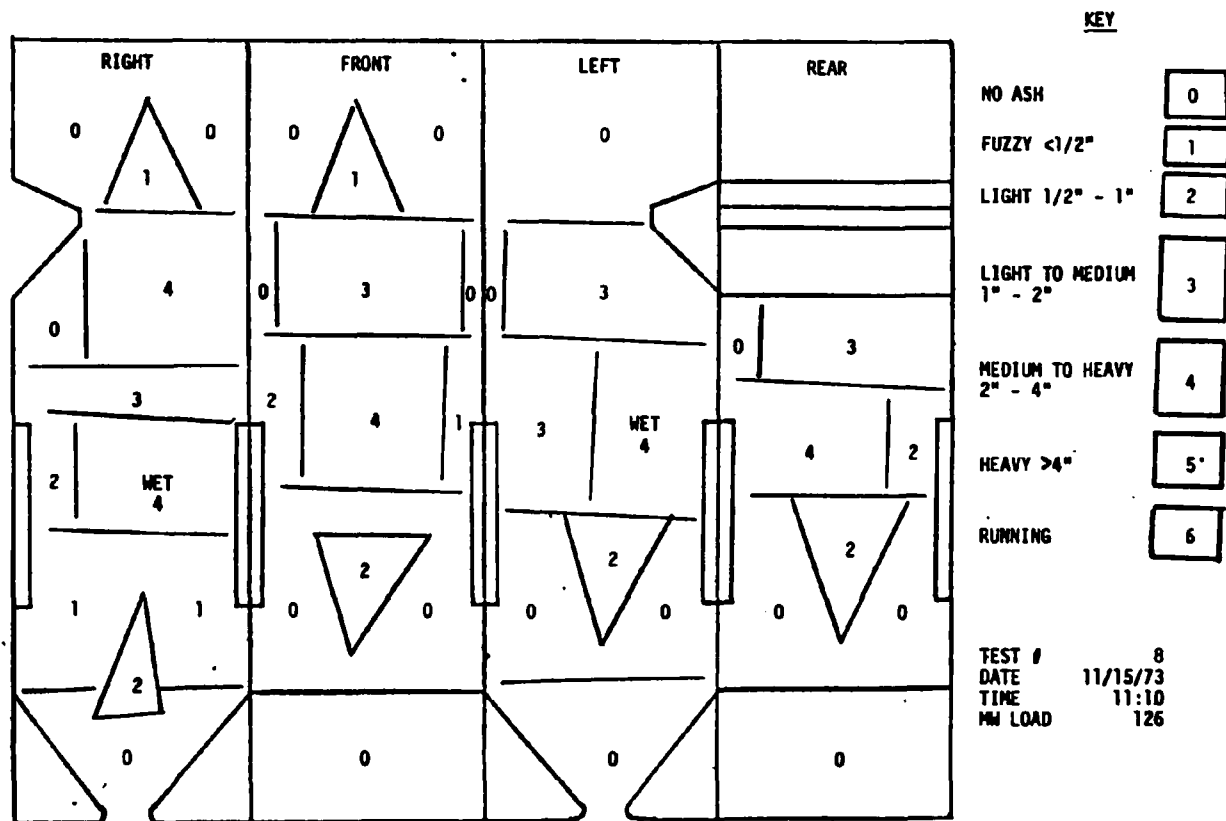 KEY
RIGHT FRONT LEFT REAR
NO ASH 0
0 0 0 0 0
FUZZY <1/2" 1
1 1
LIGHT 1/2" - 1" 2
LIGHT TO MEDIUM
1" - 2" 3
4 0 3 0 0 3
0 0 3
MEDIUM TO HEAVY
2" - 4" 4
3 2 4 1 3 WET
4
4 2
HEAVY >4" 5
2 WET
4
RUNNING 6
2 2 2
1 1 0 0 0 0 0 0
2
0 0 0 0
TEST # 8
DATE 11/15/73
TIME 11:10
MW LOAD 126